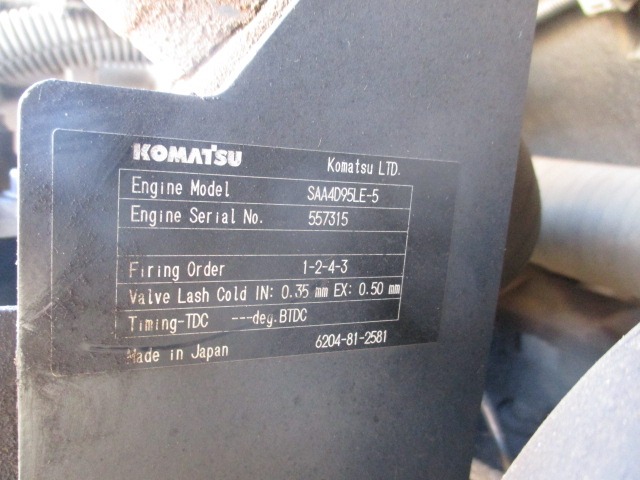 KOMATSU Komatsu LTD.
Engine Model SAA4D95LE-5
Engine Serial No. 557315
Firing Order 1-2-4-3
Valve Lash Cold IN: 0.35 mm EX: 0.50 mm
Timing-TDC ---deg.BTDC
Made in Japan 6204-81-2581